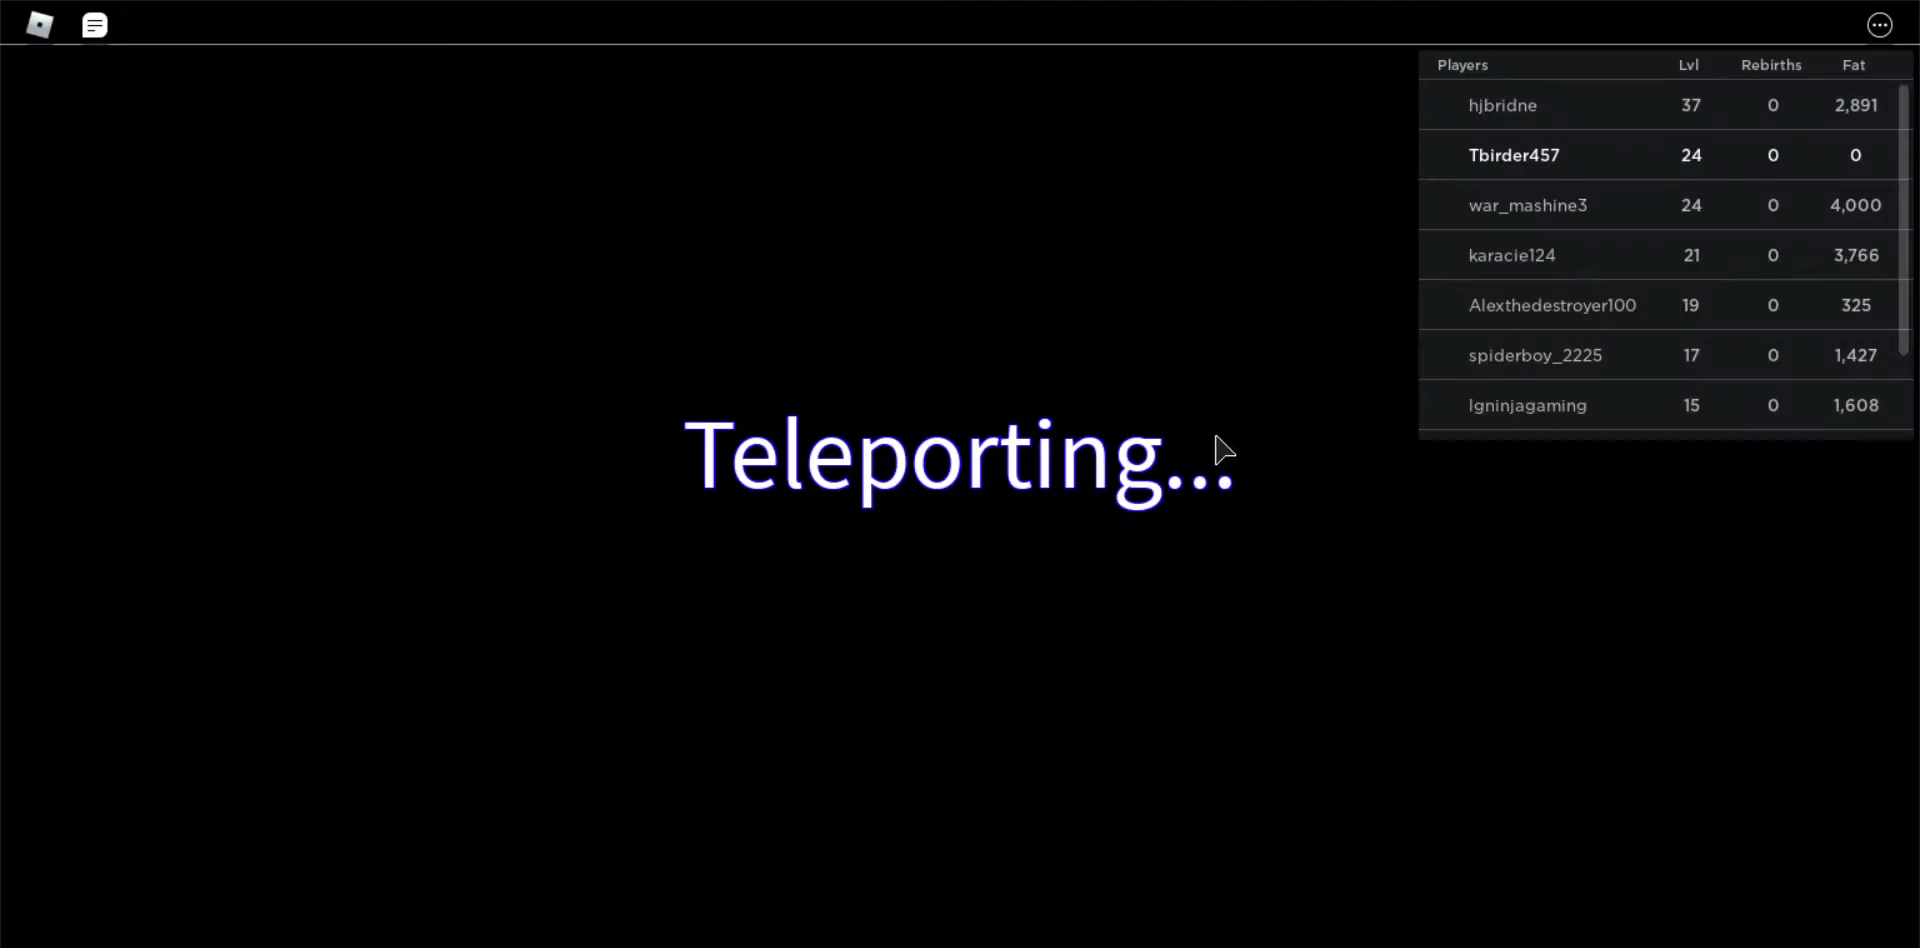 Players Lvl Rebirths Fat
hjbridne 37 0 2,891
Tbirder457 24 0 0
war_mashine3 24 0 4,000
karacie124 21 0 3,766
Alexthedestroyer100 19 0 325
spiderboy_2225 17 0 1,427
lgninjagaming 15 0 1,608
Teleporting...